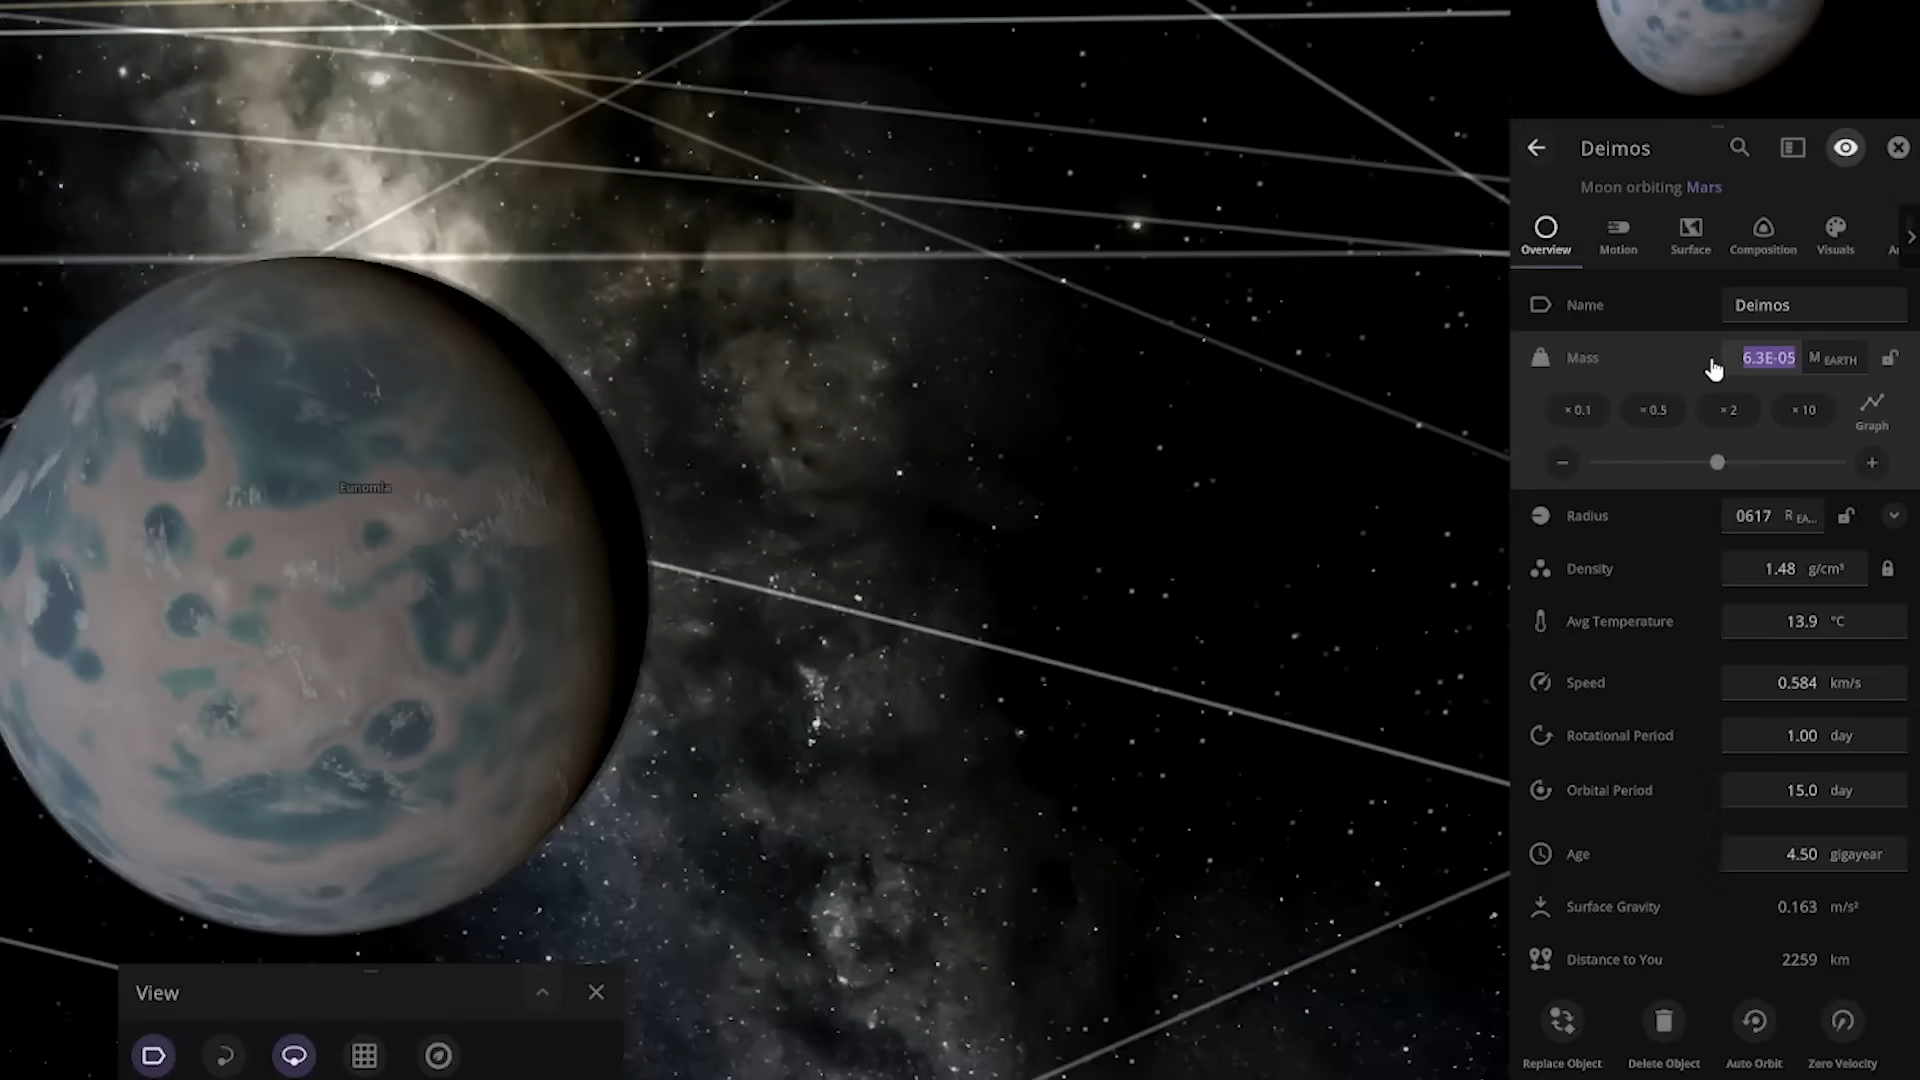 Deimos
Moon orbiting Mars
Overview
Motion
Surface
Composition
Visuals
Name
Deimos
Mass
6.3E-05 M EARTH
× 0.1
× 0.5
× 2
× 10
Graph
Radius
0617 R EA...
Density
1.48 g/cm³
Avg Temperature
13.9 °C
Speed
0.584 km/s
Rotational Period
1.00 day
Orbital Period
15.0 day
Age
4.50 gigayear
Surface Gravity
0.163 m/s²
Distance to You
2259 km
Replace Object
Delete Object
Auto Orbit
Zero Velocity
Eunomia
View